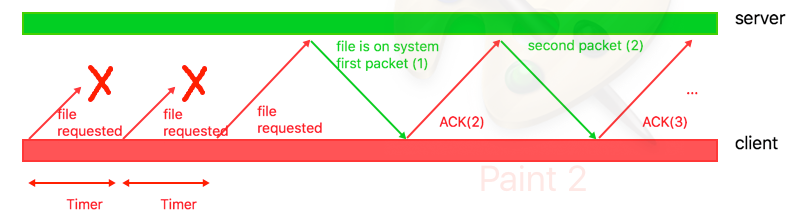 server
file is on system
first packet (1)
second packet (2)
file
requested
file
requested
file
requested
ACK(2)
ACK(3)
...
client
Paint 2
Timer
Timer